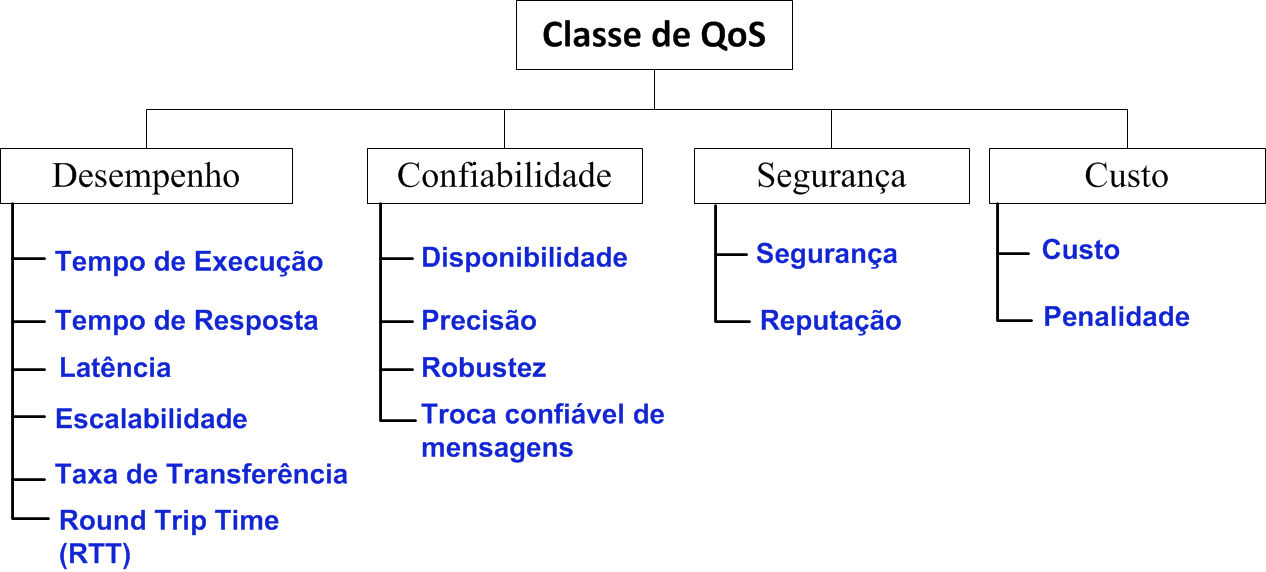 Classe de QoS
Desempenho
Tempo de Execução
Tempo de Resposta
Latência
Escalabilidade
Taxa de Transferência
Round Trip Time
(RTT)
Confiabilidade
Disponibilidade
Precisão
Robustez
Troca confiável de
mensagens
Segurança
Segurança
Reputação
Custo
Custo
Penalidade